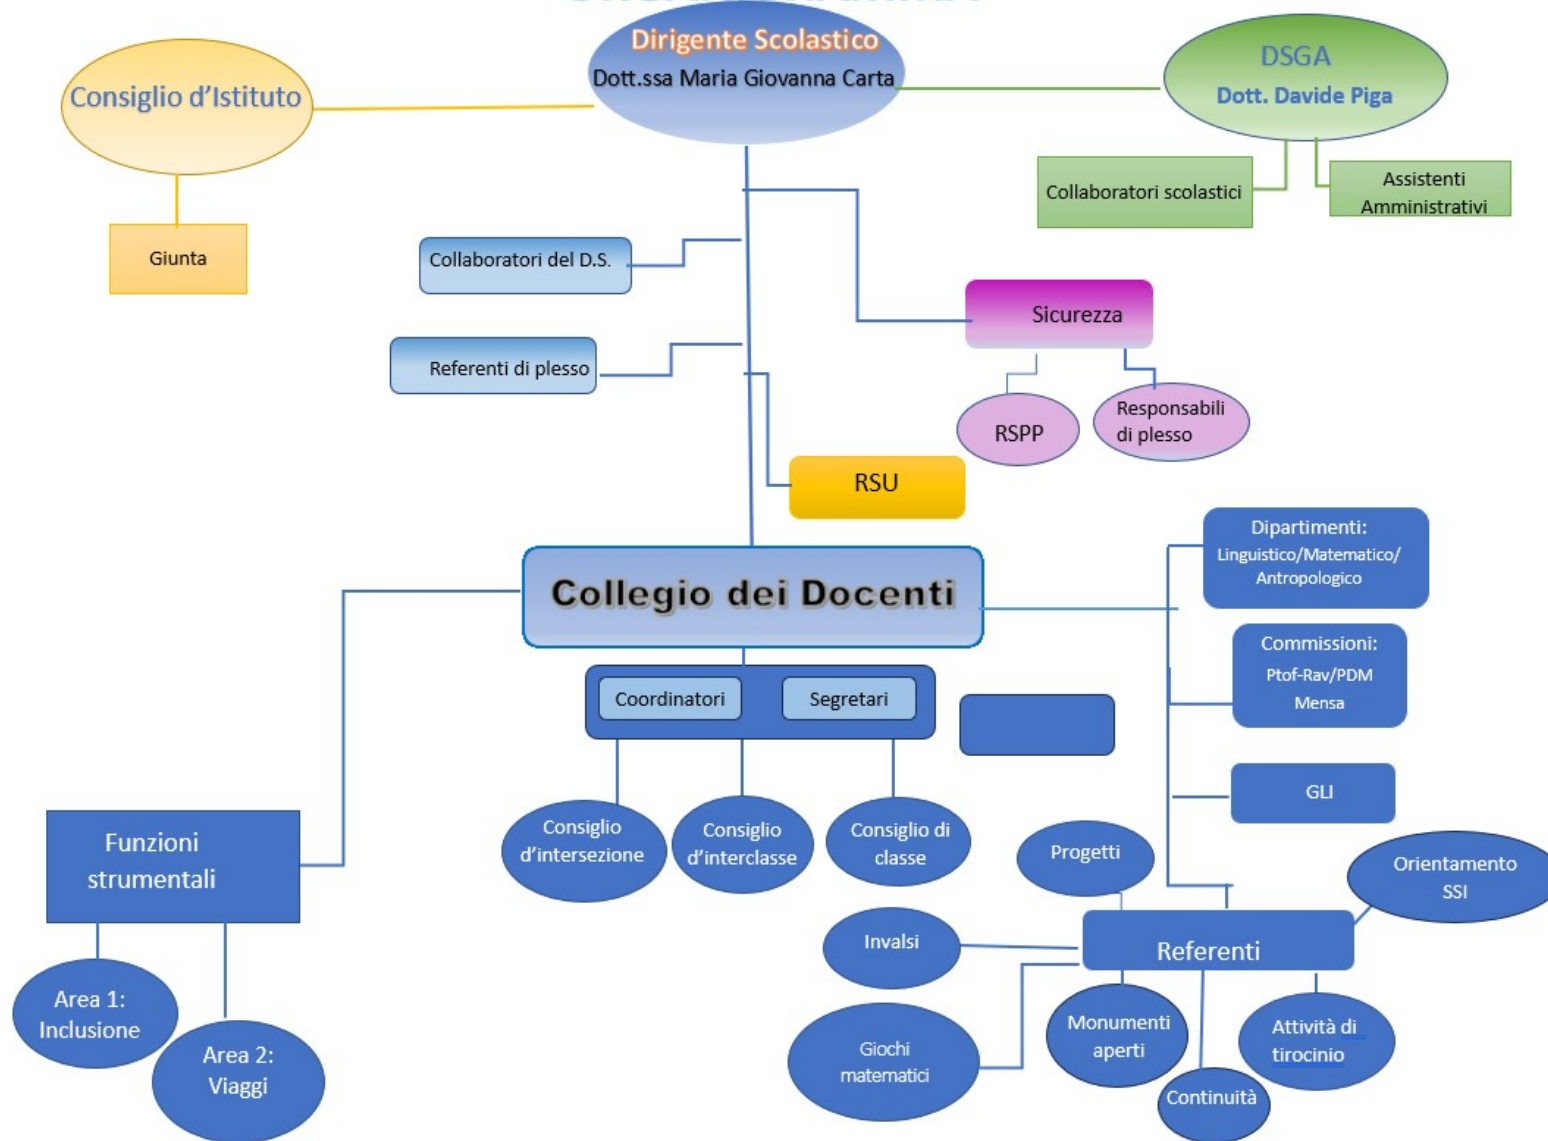 Dirigente Scolastico
Dott.ssa Maria Giovanna Carta
Consiglio d'Istituto
DSGA
Dott. Davide Piga
Giunta
Collaboratori scolastici
Assistenti
Amministrativi
Collaboratori del D.S.
Sicurezza
Referenti di plesso
RSPP
Responsabili
di plesso
RSU
Collegio dei Docenti
Dipartimenti:
Linguistico/Matematico/
Antropologico
Commissioni:
Ptof-Rav/PDM
Mensa
GLI
Coordinatori
Segretari
Consiglio
d'intersezione
Consiglio
d'interclasse
Consiglio di
classe
Funzioni
strumentali
Area 1:
Inclusione
Area 2:
Viaggi
Progetti
Orientamento
SSI
Invalsi
Referenti
Giochi
matematici
Monumenti
aperti
Continuità
Attività di
tirocinio